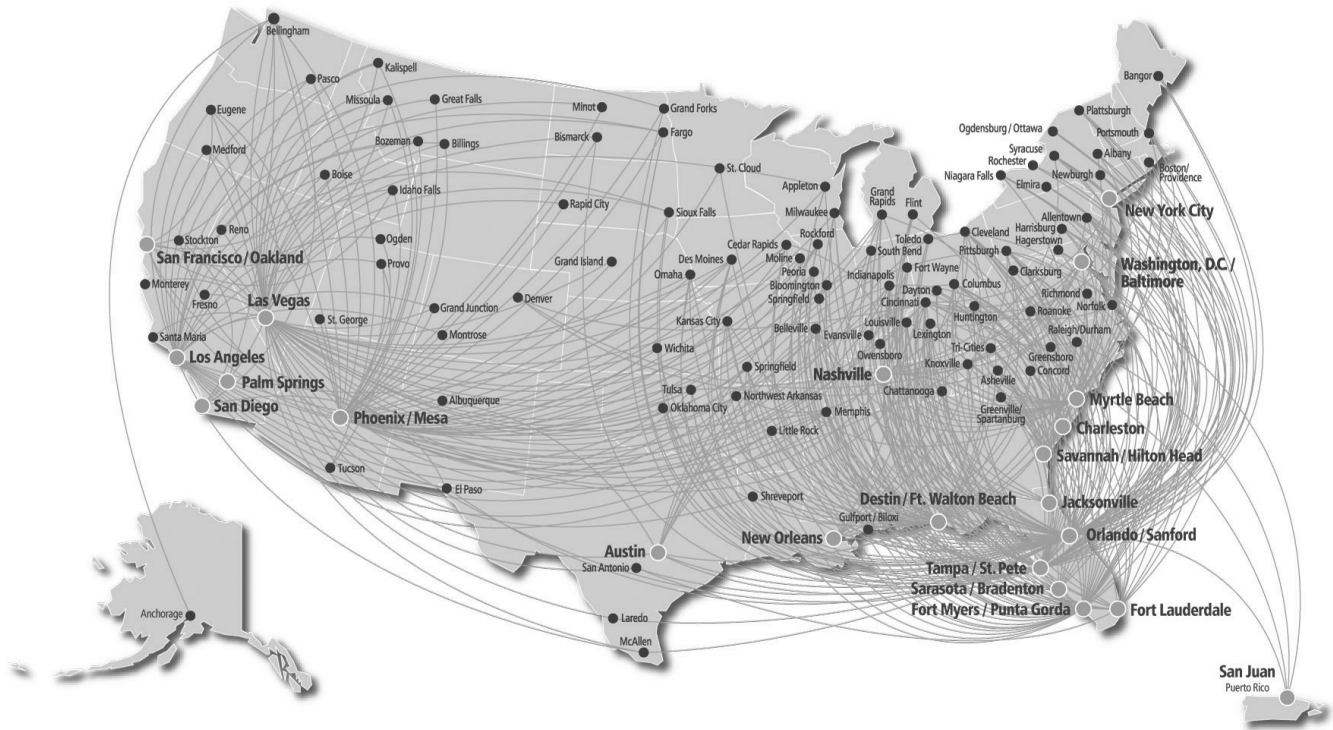 Bellingham
Bangor
Kalispell
Pasco
Plattsburgh
Missoula
Great Falls
Minot
Grand Forks
Eugene
Ogdensburg / Ottawa
Portsmouth
Fargo
Bismarck
Bozeman
Billings
Medford
Syracuse
Albany
Rochester
Boston/
Providence
St. Cloud
Niagara Falls
Newburgh
Boise
Appleton
Elmira
Idaho Falls
Grand
Rapids
Flint
New York City
Rapid City
Sioux Falls
Milwaukee
Allentown
Reno
Rockford
Toledo
Cleveland
Harrisburg
Stockton
Ogden
Cedar Rapids
Hagerstown
San Francisco / Oakland
South Bend
Pittsburgh
Des Moines
Moline
Provo
Grand Island
Washington, D.C. /
Baltimore
Fort Wayne
Clarksburg
Omaha
Peoria
Indianapolis
Monterey
Bloomington
Dayton
Columbus
Fresno
Springfield
Cincinnati
Richmond
Norfolk
Las Vegas
Denver
Grand Junction
Huntington
Roanoke
St. George
Kansas City
Belleville
Louisville
Lexington
Raleigh/Durham
Santa Maria
Montrose
Evansville
Owensboro
Tri-Cities
Greensboro
Los Angeles
Wichita
Knoxville
Concord
Springfield
Nashville
Asheville
Palm Springs
Tulsa
Northwest Arkansas
Chattanooga
San Diego
Albuquerque
Oklahoma City
Memphis
Greenville/
Spartanburg
Myrtle Beach
Phoenix / Mesa
Little Rock
Charleston
Savannah / Hilton Head
Tucson
El Paso
Shreveport
Destin / Ft. Walton Beach
Jacksonville
Gulfport / Biloxi
New Orleans
Orlando / Sanford
Austin
San Antonio
Tampa / St. Pete
Sarasota / Bradenton
Anchorage
Laredo
Fort Myers / Punta Gorda
Fort Lauderdale
McAllen
San Juan
Puerto Rico